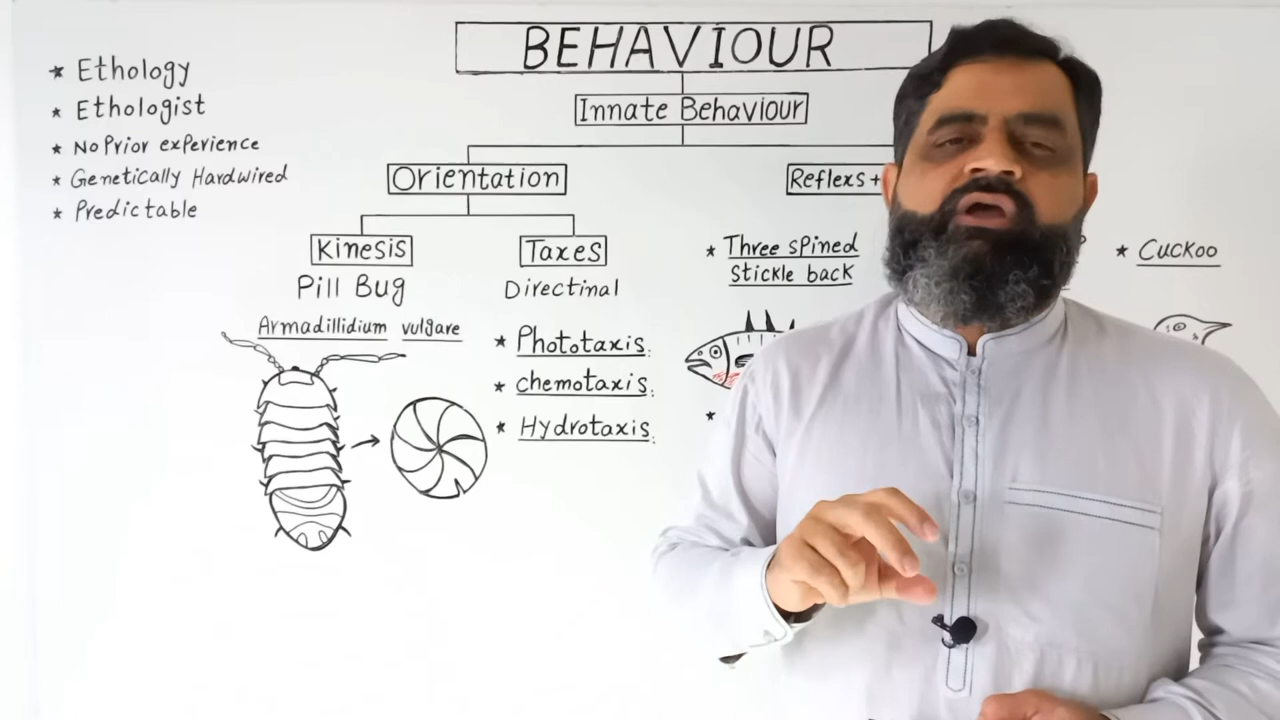 BEHAVIOUR
Innate Behaviour
* Ethology
* Ethologist
* No Prior experience
* Genetically Hardwired
* Predictable
Orientation
Reflexs +
Kinesis
Taxes
Pill Bug
Directinal
Armadillidium vulgare
* Phototaxis.
* chemotaxis.
* Hydrotaxis.
* Three spined
stickle back
*
* Cuckoo